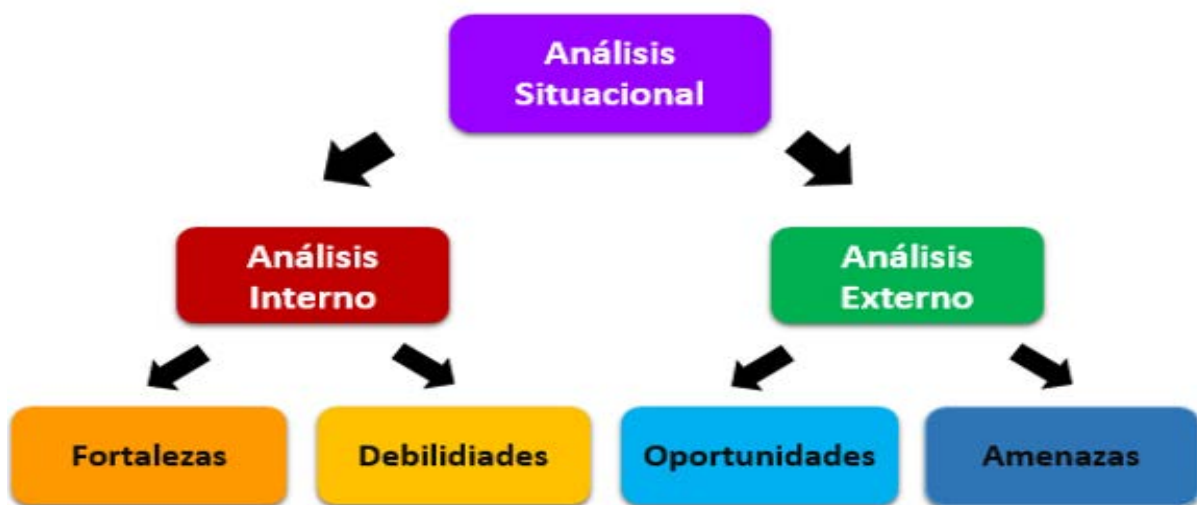 Análisis
Situacional
Análisis
Interno
Análisis
Externo
Fortalezas
Debilidiades
Oportunidades
Amenazas